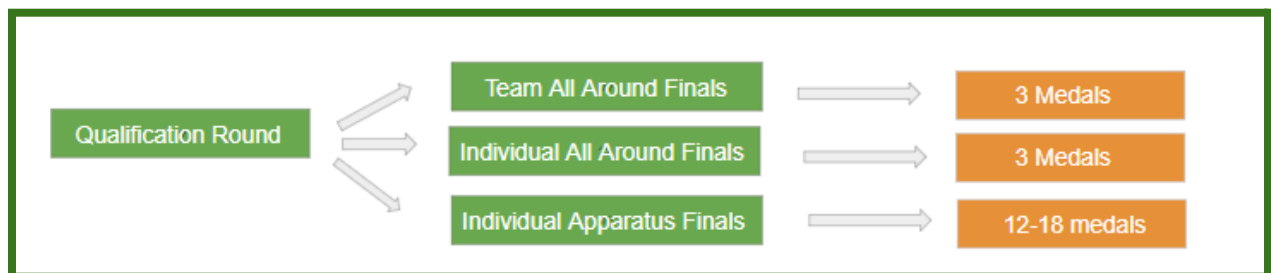 Qualification Round
Team All Around Finals
3 Medals
Individual All Around Finals
3 Medals
Individual Apparatus Finals
12-18 medals